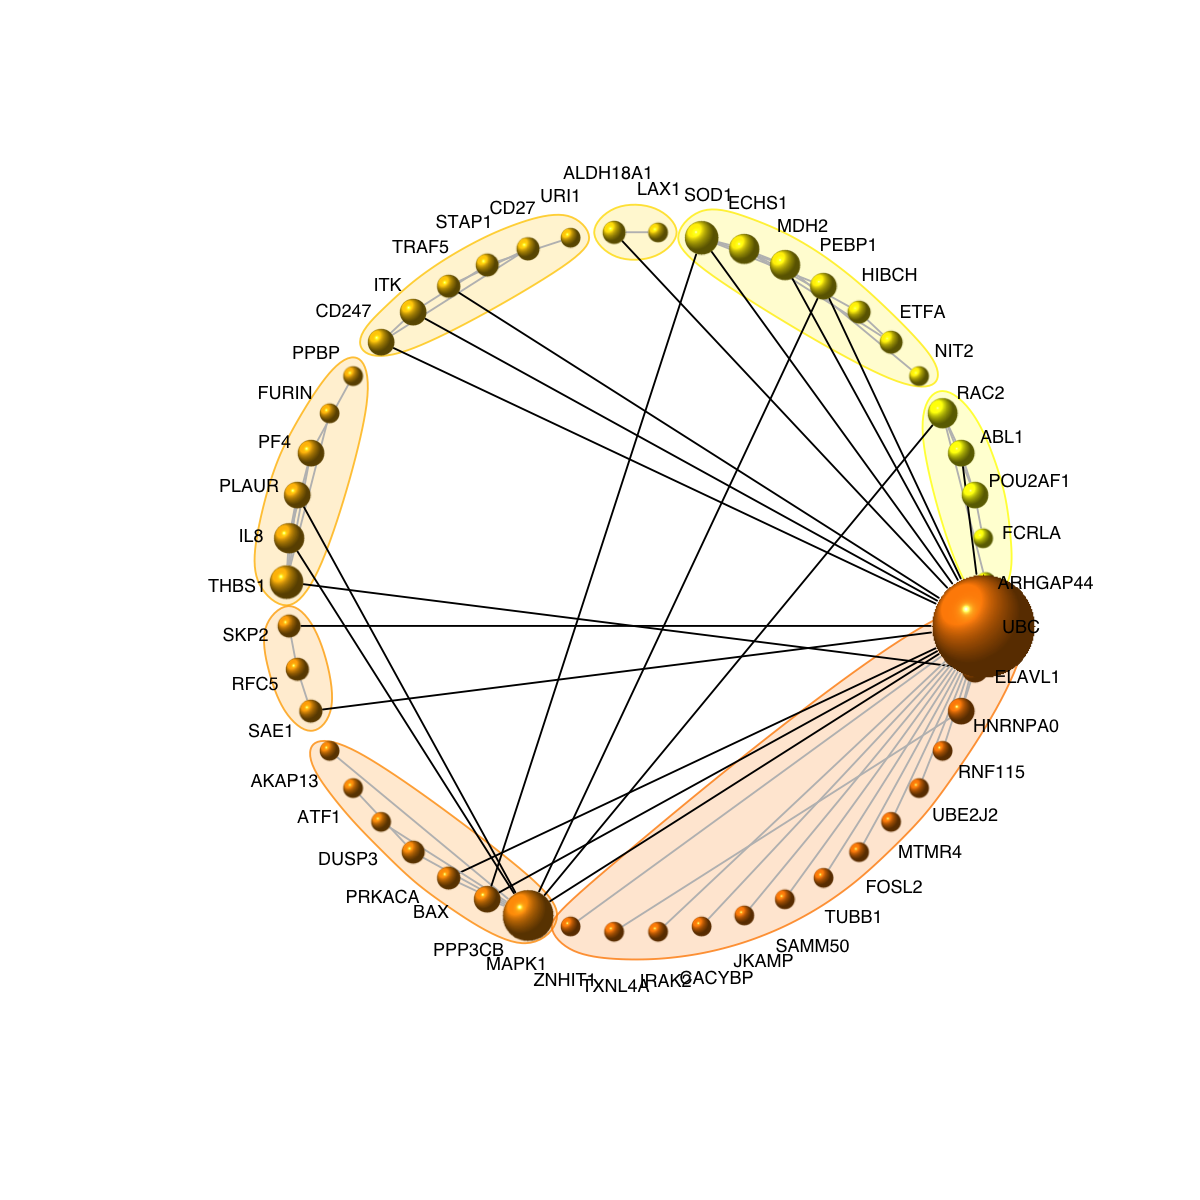 ALDH18A1
LAX1
SOD1
ECHS1
MDH2
PEBP1
HIBCH
ETFA
NIT2
RAC2
ABL1
POU2AF1
FCRLA
ARHGAP44
UBC
ELAVL1
HNRNPA0
RNF115
UBE2J2
MTMR4
FOSL2
TUBB1
SAMM50
JKAMP
CACYBP
IRAK2
TXNL4A
ZNHIT1
MAPK1
PPP3CB
BAX
PRKACA
DUSP3
ATF1
AKAP13
SAE1
RFC5
SKP2
THBS1
IL8
PLAUR
PF4
FURIN
PPBP
CD247
ITK
TRAF5
STAP1
CD27
URI1